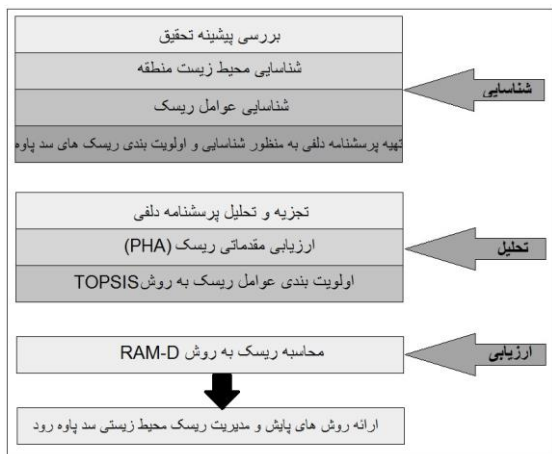 بررسی پیشینه تحقیق
شناسایی محیط زیست منطقه
شناسایی عوامل ریسک
تهیه پرسشنامه دلفی به منظور شناسایی و اولویت بندی ریسک های سد پاوه
شناسایی
تجزیه و تحلیل پرسشنامه دلفی
ارزیابی مقدماتی ریسک (PHA)
اولویت بندی عوامل ریسک به روش TOPSIS
تحلیل
محاسبه ریسک به روش RAM-D
ارزیابی
ارائه روش های پایش و مدیریت ریسک محیط زیستی سد پاوه رود